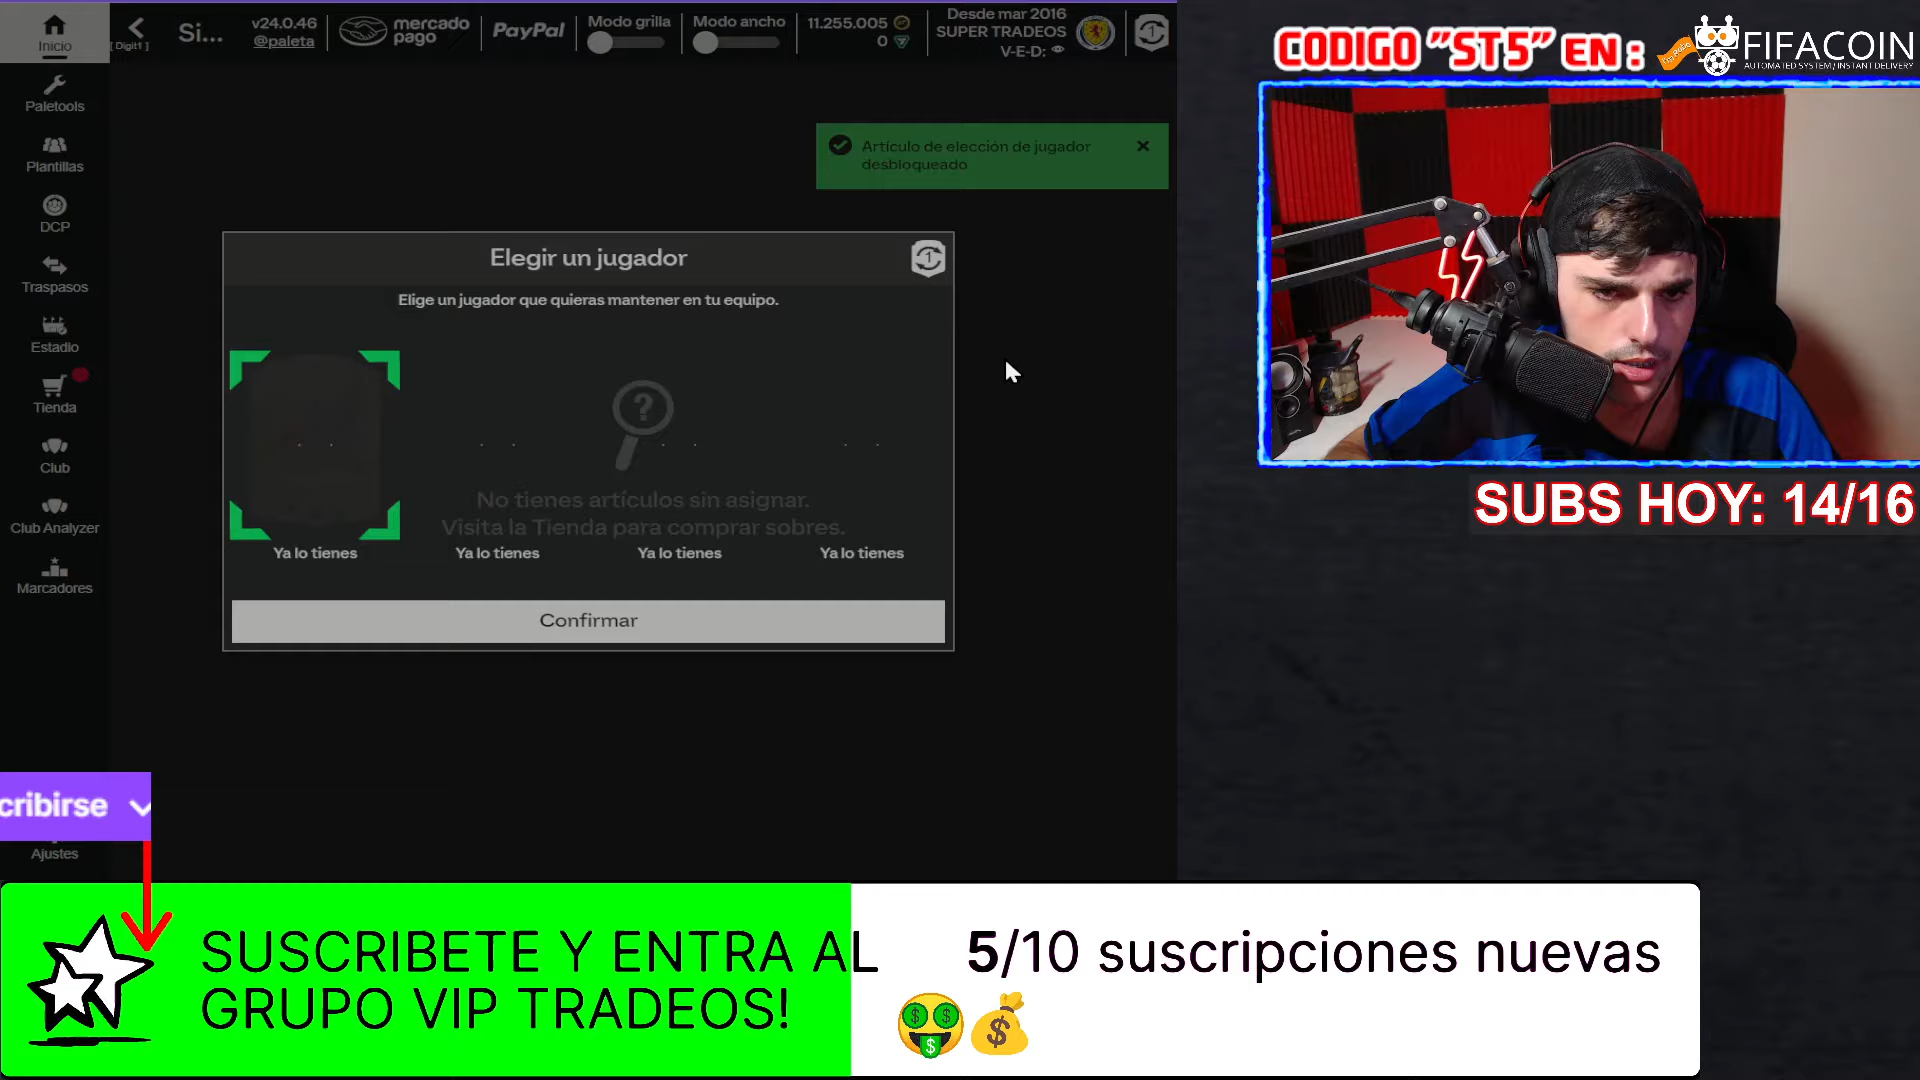 Inicio
[ Digit1 ]
Si...
v24.0.46
@paleta
mercado
pago
PayPal
Modo grilla
Modo ancho
11.255.005
0
Desde mar 2016
SUPER TRADEOS
V-E-D:
1
Paletools
Plantillas
DCP
Traspasos
Estadio
Tienda
Club
Club Analyzer
Marcadores
Ajustes
Artículo de elección de jugador
desbloqueado
Elegir un jugador
1
Elige un jugador que quieras mantener en tu equipo.
No tienes artículos sin asignar.
Visita la Tienda para comprar sobres.
Ya lo tienes
Ya lo tienes
Ya lo tienes
Ya lo tienes
Confirmar
CODIGO "ST5" EN :
FIFACOIN
AUTOMATED SYSTEM/INSTANT DELIVERY
SUBS HOY: 14/16
cribirse
SUSCRIBETE Y ENTRA AL
GRUPO VIP TRADEOS!
5/10 suscripciones nuevas